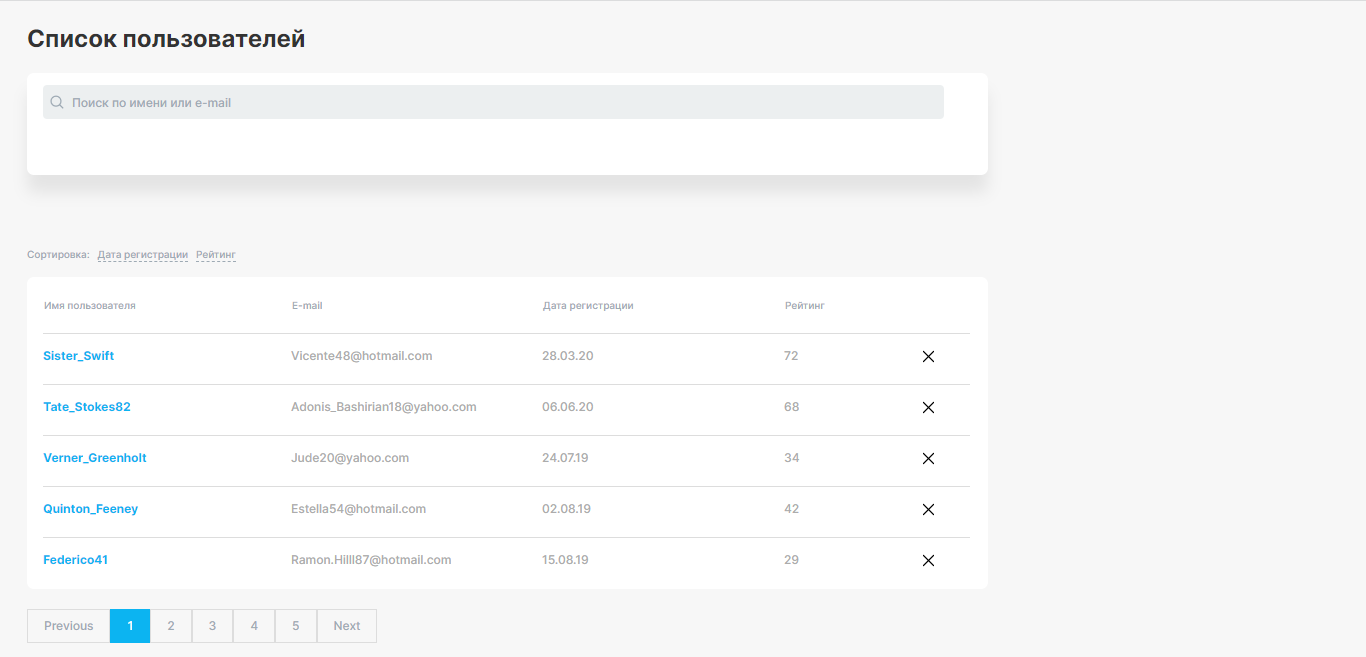 Список пользователей
Поиск по имени или e-mail
Сортировка: Дата регистрации Рейтинг
Имя пользователя E-mail Дата регистрации Рейтинг
Sister_Swift Vicente48@hotmail.com 28.03.20 72
Tate_Stokes82 Adonis_Bashirian18@yahoo.com 06.06.20 68
Verner_Greenholt Jude20@yahoo.com 24.07.19 34
Quinton_Feeney Estella54@hotmail.com 02.08.19 42
Federico41 Ramon.Hilll87@hotmail.com 15.08.19 29
Previous 1 2 3 4 5 Next